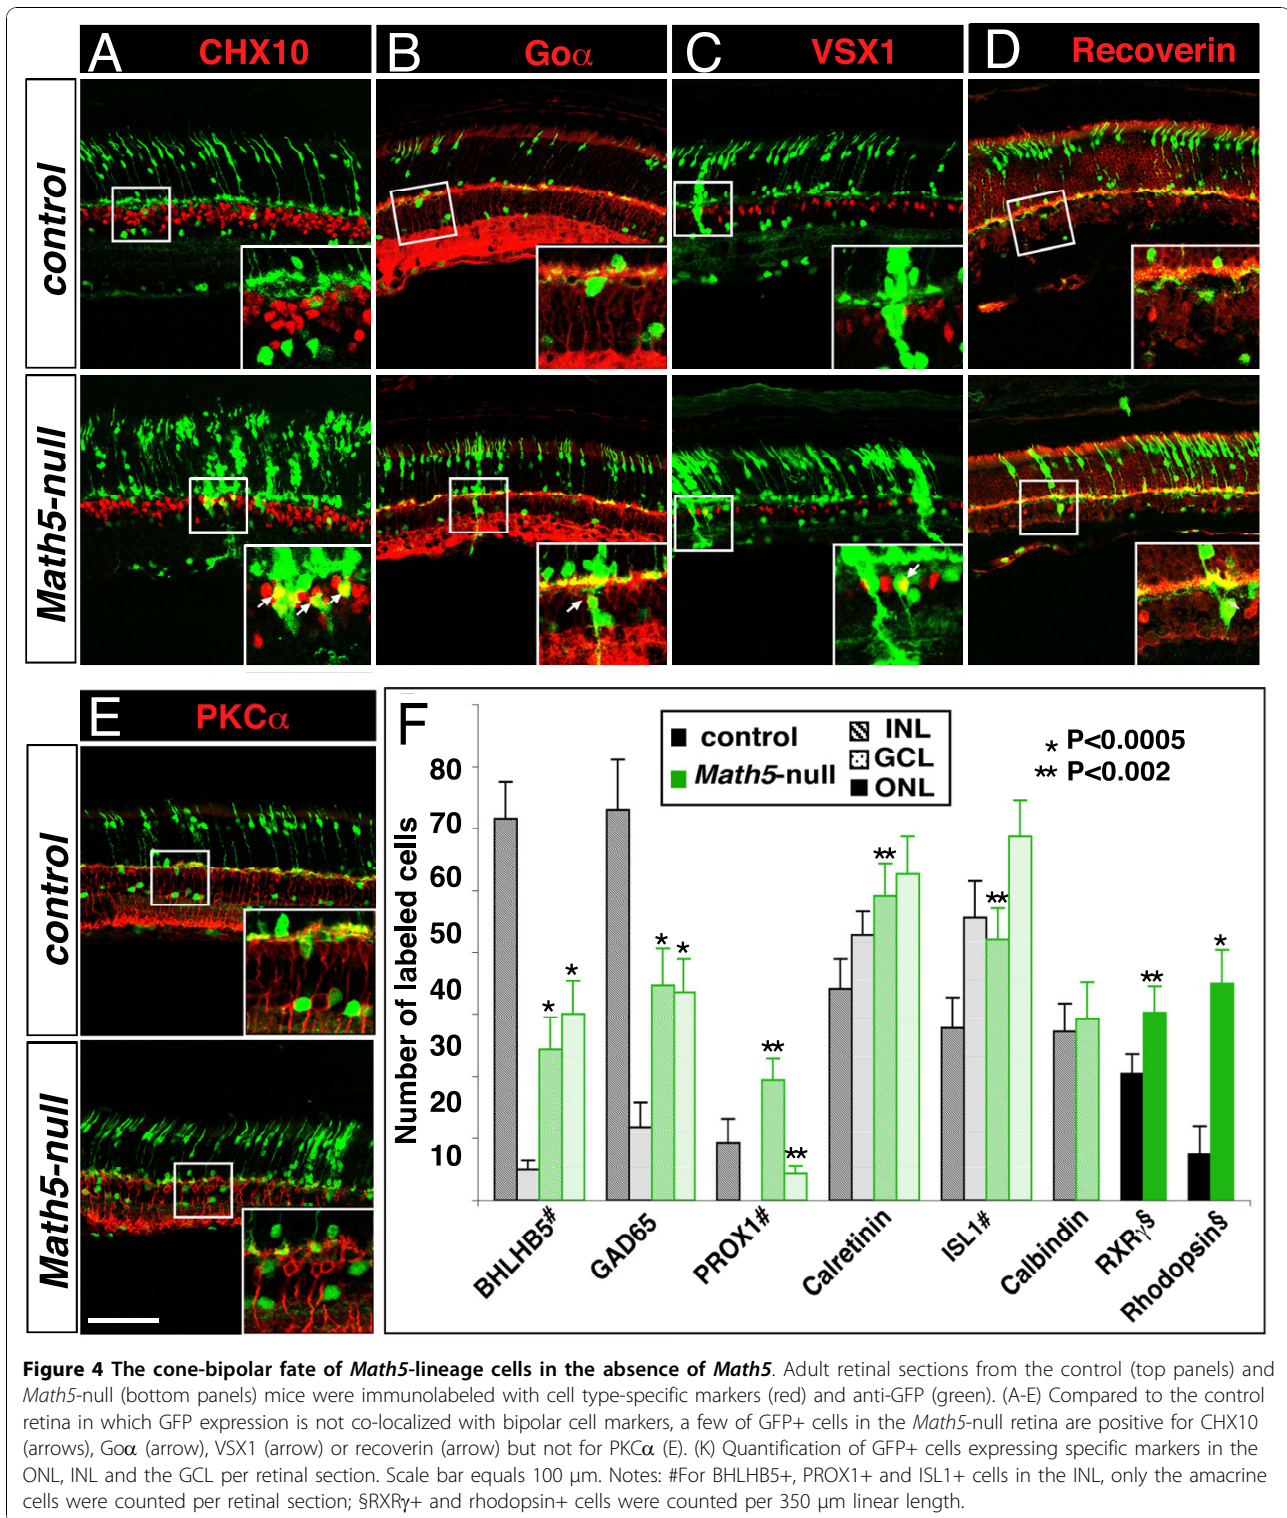 A CHX10
B Goα
C VSX1
D Recoverin
control
Math5-null
E PKCα
control
Math5-null
F
control
Math5-null
INL
GCL
ONL
* P<0.0005
** P<0.002
Number of labeled cells
80
70
60
50
40
30
20
10
* * * * ** ** ** ** ** *
BHLHB5#
GAD65
PROX1#
Calretinin
ISL1#
Calbindin
RXRγ§
Rhodopsin§
Figure 4 The cone-bipolar fate of Math5-lineage cells in the absence of Math5. Adult retinal sections from the control (top panels) and
Math5-null (bottom panels) mice were immunolabeled with cell type-specific markers (red) and anti-GFP (green). (A-E) Compared to the control
retina in which GFP expression is not co-localized with bipolar cell markers, a few of GFP+ cells in the Math5-null retina are positive for CHX10
(arrows), Goα (arrow), VSX1 (arrow) or recoverin (arrow) but not for PKCα (E). (K) Quantification of GFP+ cells expressing specific markers in the
ONL, INL and the GCL per retinal section. Scale bar equals 100 μm. Notes: #For BHLHB5+, PROX1+ and ISL1+ cells in the INL, only the amacrine
cells were counted per retinal section; §RXRγ+ and rhodopsin+ cells were counted per 350 μm linear length.